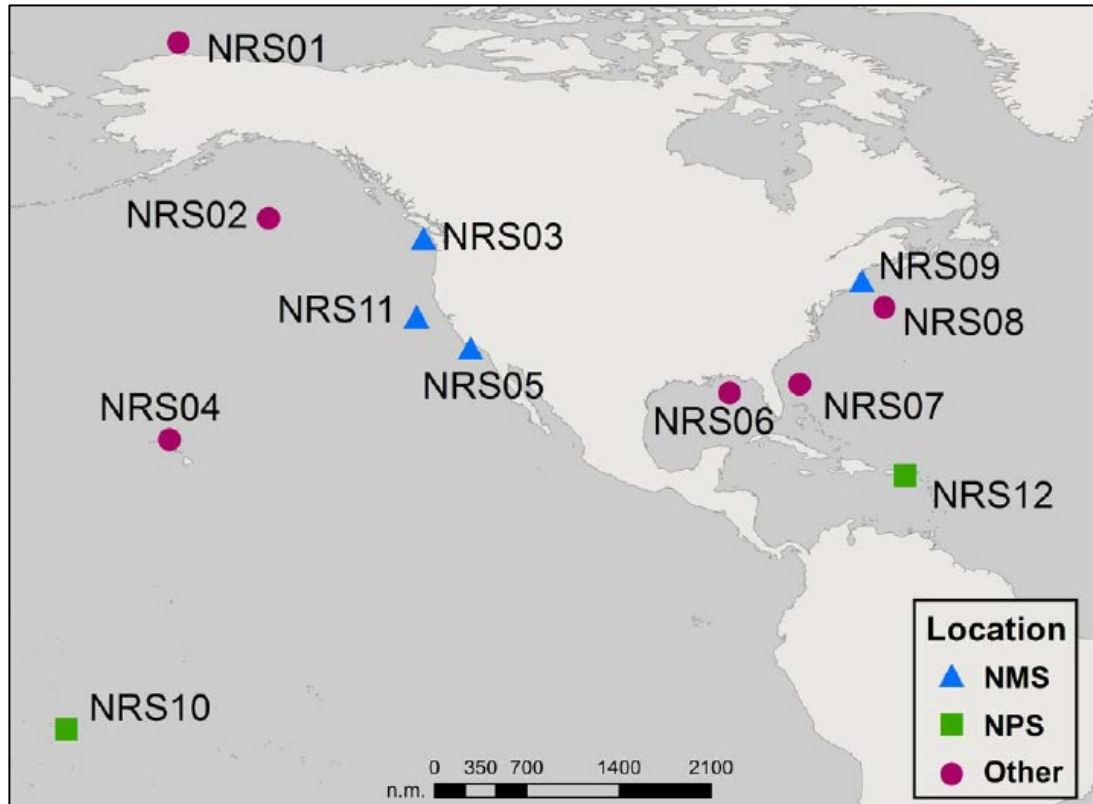 NRS01
NRS02
NRS03
NRS09
NRS11
NRS08
NRS05
NRS04
NRS06
NRS07
NRS12
NRS10
Location
NMS
NPS
Other
0 350 700 1400 2100
n.m.